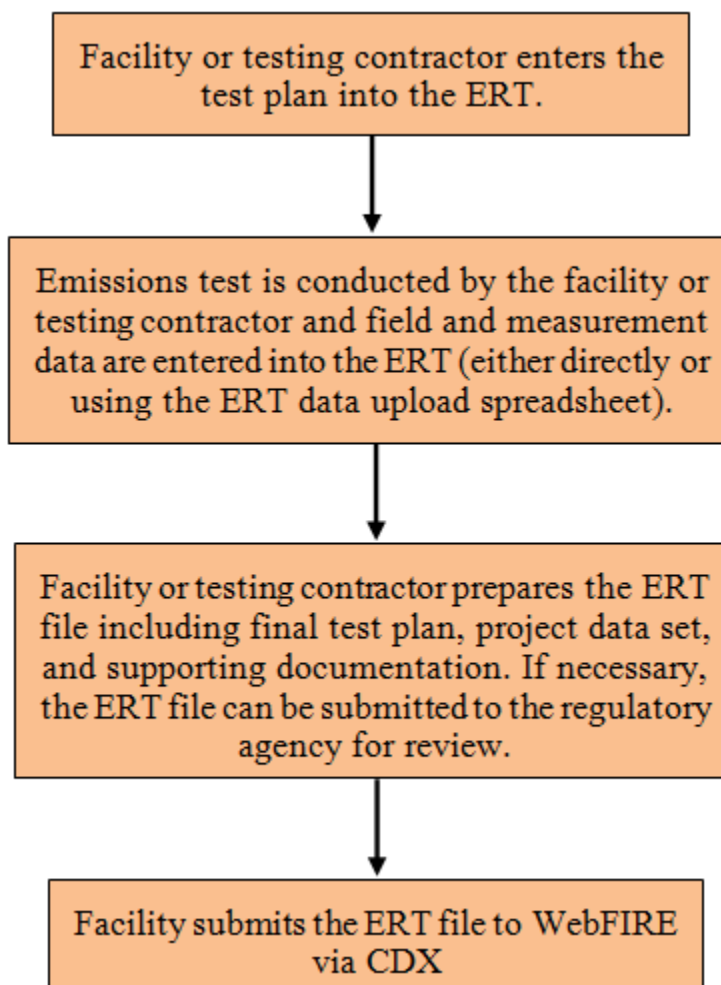 Facility or testing contractor enters the
test plan into the ERT.
Emissions test is conducted by the facility or
testing contractor and field and measurement
data are entered into the ERT (either directly or
using the ERT data upload spreadsheet).
Facility or testing contractor prepares the ERT
file including final test plan, project data set,
and supporting documentation. If necessary,
the ERT file can be submitted to the regulatory
agency for review.
Facility submits the ERT file to WebFIRE
via CDX